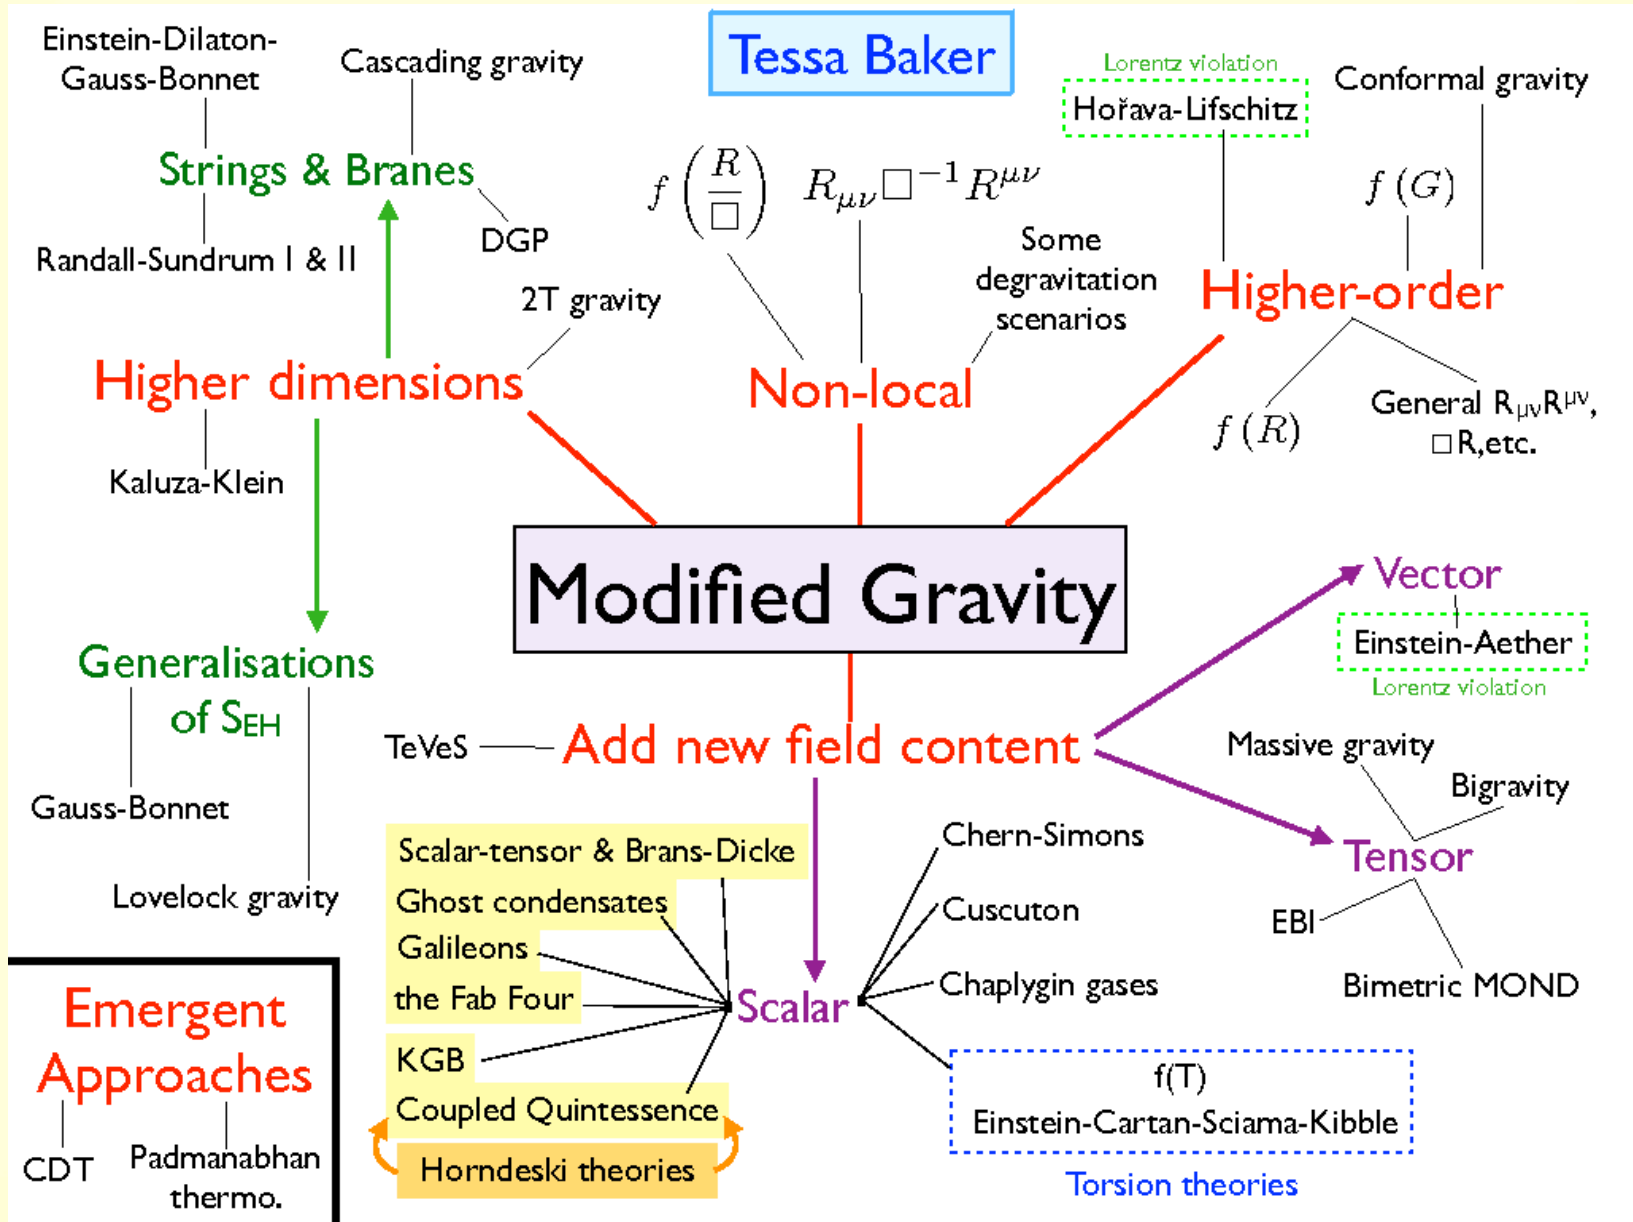 Einstein-Dilaton-
Gauss-Bonnet
Cascading gravity
Tessa Baker
Lorentz violation
Hořava-Lifschitz
Conformal gravity
Strings & Branes
f (R/□)
R_{μν}□^{-1}R^{μν}
f (G)
Randall-Sundrum I & II
DGP
Some
degravitation
scenarios
2T gravity
Higher-order
Higher dimensions
Non-local
f (R)
General R_{μν}R^{μν},
□R,etc.
Kaluza-Klein
Modified Gravity
Vector
Einstein-Aether
Lorentz violation
Generalisations
of S_{EH}
TeVeS
Add new field content
Massive gravity
Bigravity
Gauss-Bonnet
Tensor
Lovelock gravity
EBI
Bimetric MOND
Scalar-tensor & Brans-Dicke
Ghost condensates
Galileons
the Fab Four
KGB
Coupled Quintessence
Horndeski theories
Scalar
Chern-Simons
Cuscuton
Chaplygin gases
f(T)
Einstein-Cartan-Sciama-Kibble
Torsion theories
Emergent
Approaches
CDT
Padmanabhan
thermo.